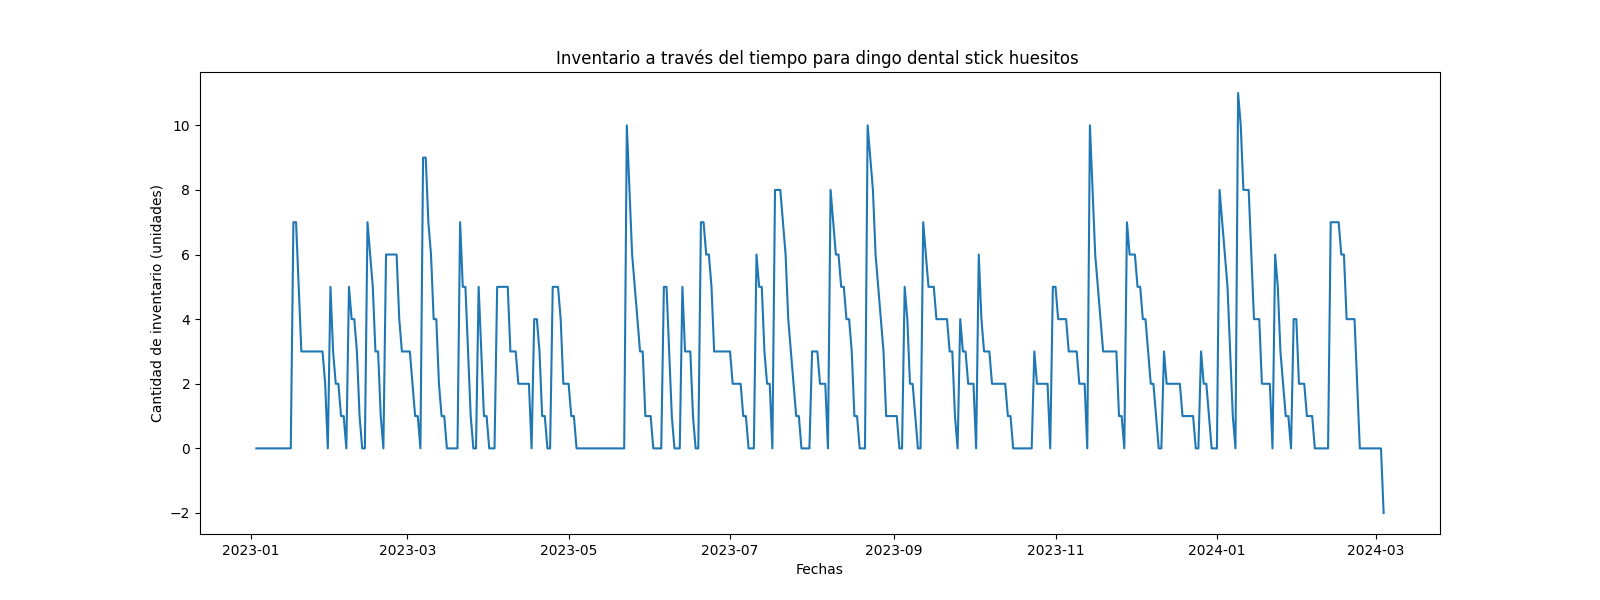 Inventario a través del tiempo para dingo dental stick huesitos
Cantidad de inventario (unidades)
10
8
6
4
2
0
−2
2023-01 2023-03 2023-05 2023-07 2023-09 2023-11 2024-01 2024-03
Fechas